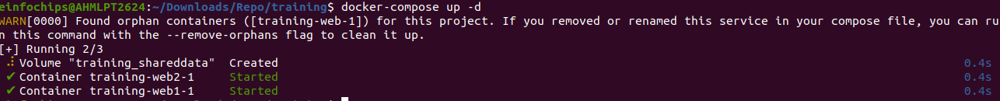 einfochips@AHMLPT2624:~/Downloads/Repo/training$ docker-compose up -d
WARN[0000] Found orphan containers ([training-web-1]) for this project. If you removed or renamed this service in your compose file, you can ru
n this command with the --remove-orphans flag to clean it up.
[+] Running 2/3
⠼ Volume "training_shareddata" Created 0.4s
✔ Container training-web2-1 Started 0.4s
✔ Container training-web1-1 Started 0.4s